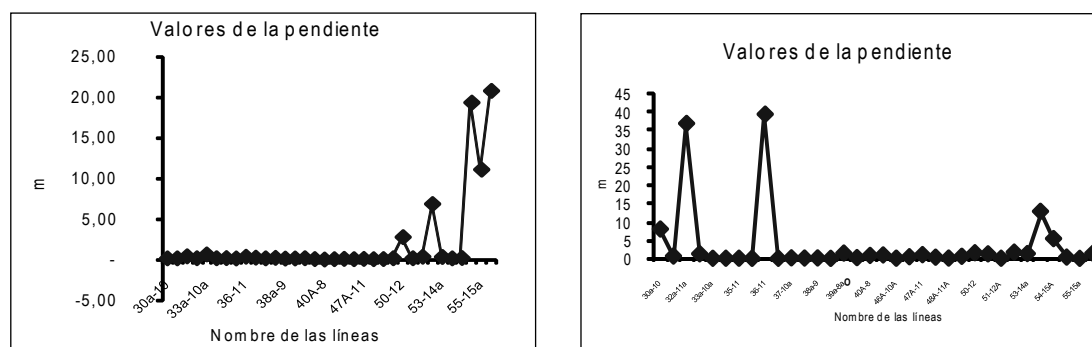 Valores de la pendiente
25,00
20,00
15,00
10,00
5,00
-
-5,00
m
30a-10
33a-10a
36-11
38a-9
40A-8
47A-11
50-12
53-14a
55-15a
Nombre de las líneas
Valores de la pendiente
45
40
35
30
25
20
15
10
5
0
m
30a-10
32a-11a
33a-10a
35-11
36-11
37-10a
38a-9
39a-8a
40A-8
46A-10A
47A-11
48A-11A
50-12
51-12A
53-14a
54-15A
55-15a
Nombre de las líneas